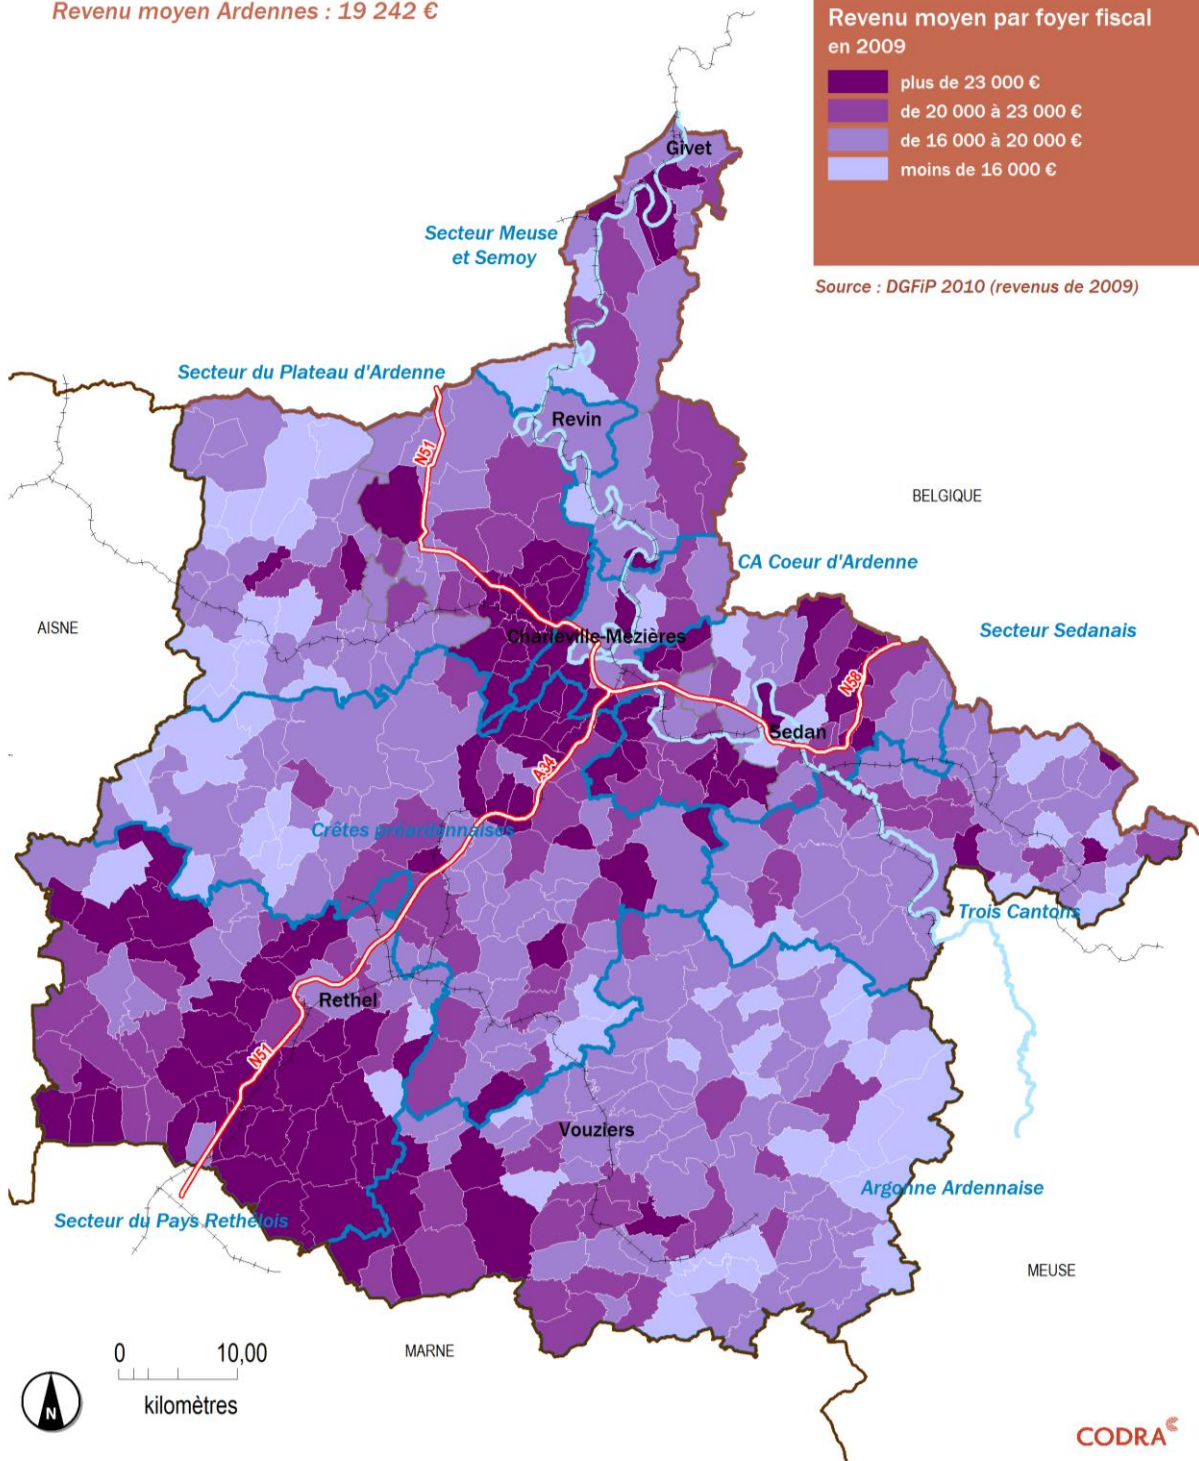 Revenu moyen Ardennes : 19 242 €
Revenu moyen par foyer fiscal
en 2009
plus de 23 000 €
de 20 000 à 23 000 €
de 16 000 à 20 000 €
moins de 16 000 €
Source : DGFiP 2010 (revenus de 2009)
Givet
Secteur Meuse
et Semoy
Secteur du Plateau d'Ardenne
Revin
N51
BELGIQUE
CA Coeur d'Ardenne
AISNE
Charleville-Mézières
Secteur Sedanais
N58
Sedan
A34
Crêtes préardennaises
Trois Cantons
Rethel
N51
Vouziers
Argonne Ardennaise
Secteur du Pays Rethélois
MEUSE
MARNE
0 10,00
kilomètres
N
CODRA